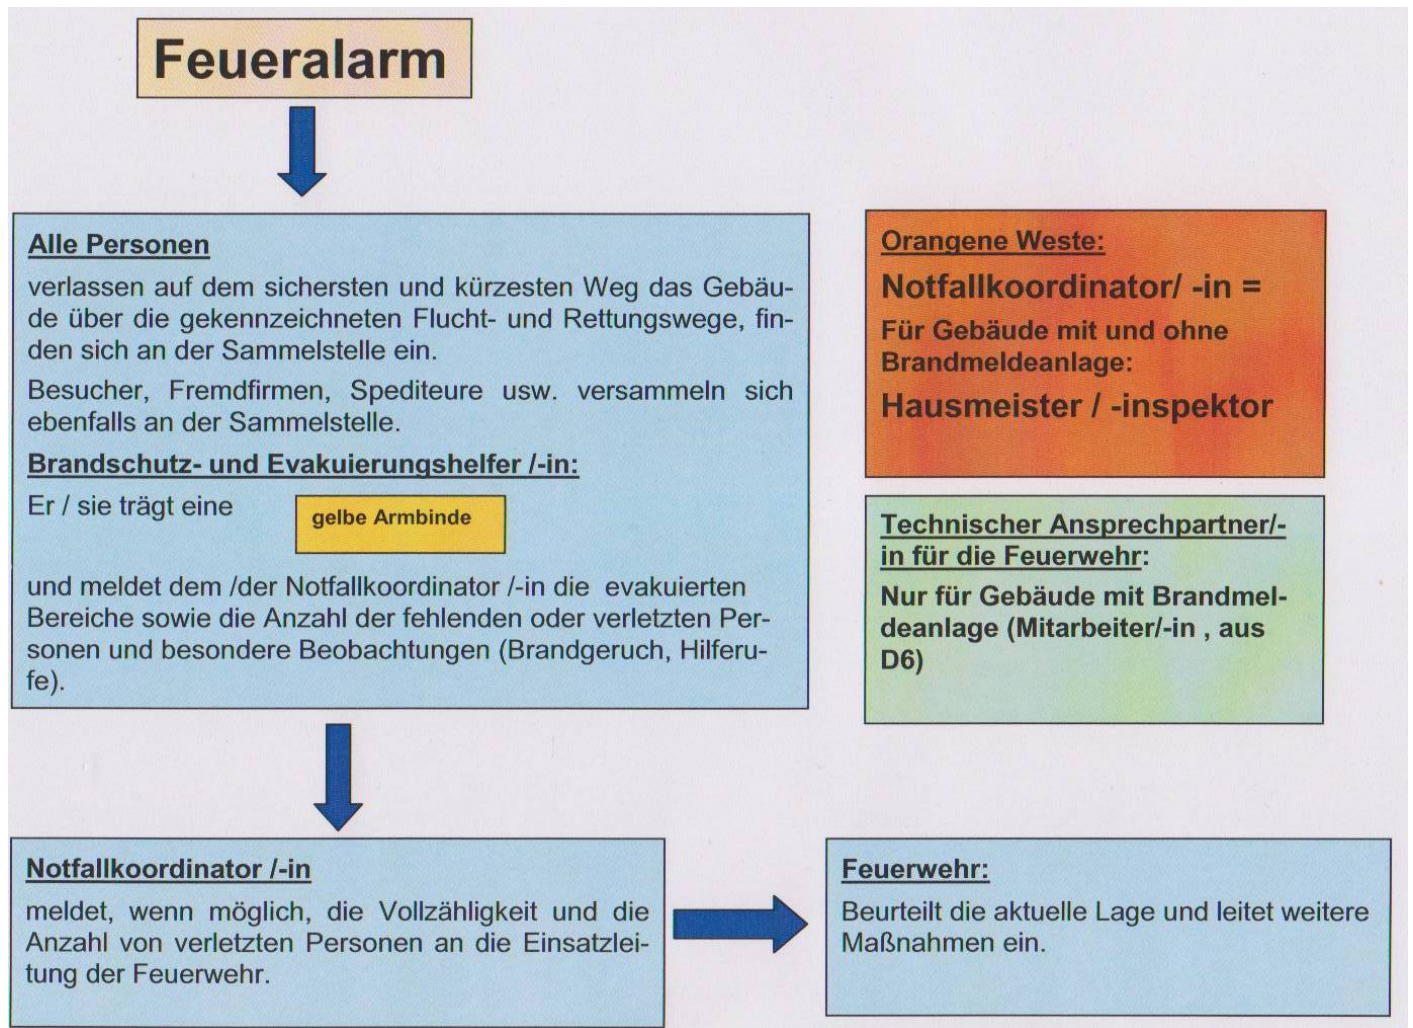 Feueralarm
Alle Personen
verlassen auf dem sichersten und kürzesten Weg das Gebäu-
de über die gekennzeichneten Flucht- und Rettungswege, fin-
den sich an der Sammelstelle ein.
Besucher, Fremdfirmen, Spediteure usw. versammeln sich
ebenfalls an der Sammelstelle.
Brandschutz- und Evakuierungshelfer /-in:
Er / sie trägt eine
gelbe Armbinde
und meldet dem /der Notfallkoordinator /-in die evakuierten
Bereiche sowie die Anzahl der fehlenden oder verletzten Per-
sonen und besondere Beobachtungen (Brandgeruch, Hilferu-
fe).
Orangene Weste:
Notfallkoordinator/ -in =
Für Gebäude mit und ohne
Brandmeldeanlage:
Hausmeister / -inspektor
Technischer Ansprechpartner/-
in für die Feuerwehr:
Nur für Gebäude mit Brandmel-
deanlage (Mitarbeiter/-in , aus
D6)
Notfallkoordinator /-in
meldet, wenn möglich, die Vollzähligkeit und die
Anzahl von verletzten Personen an die Einsatzlei-
tung der Feuerwehr.
Feuerwehr:
Beurteilt die aktuelle Lage und leitet weitere
Maßnahmen ein.